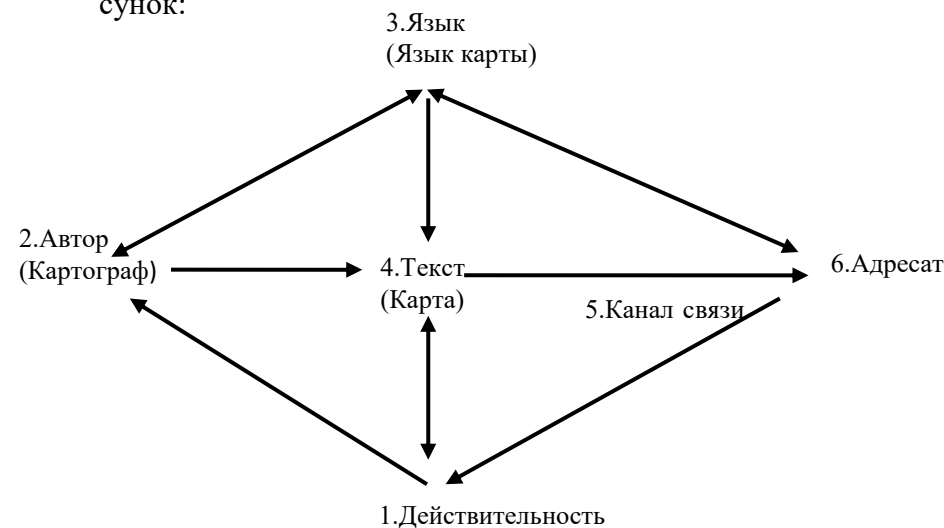 сунок:
3.Язык
(Язык карты)
2.Автор
(Картограф)
4.Текст
(Карта)
6.Адресат
5.Канал связи
1.Действительность